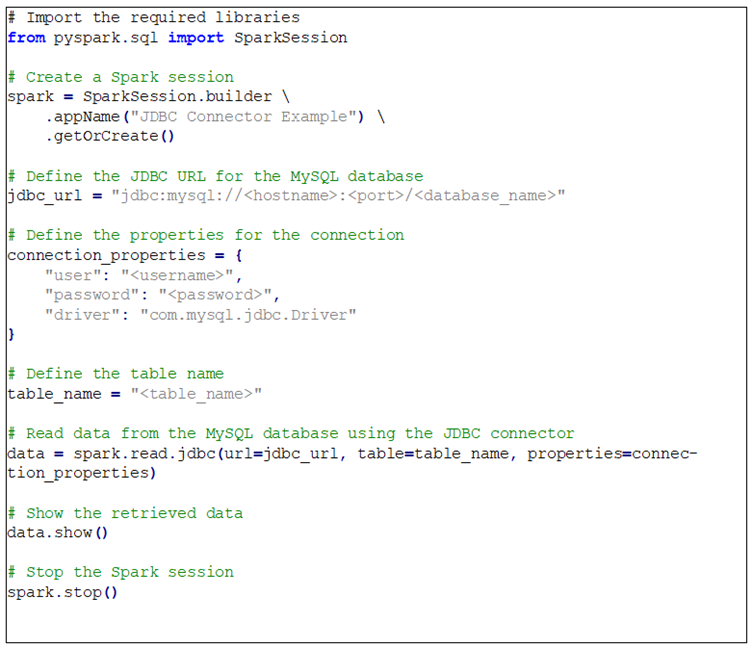 # Import the required libraries
from pyspark.sql import SparkSession
# Create a Spark session
spark = SparkSession.builder \
    .appName("JDBC Connector Example") \
    .getOrCreate()
# Define the JDBC URL for the MySQL database
jdbc_url = "jdbc:mysql://<hostname>:<port>/<database_name>"
# Define the properties for the connection
connection_properties = {
    "user": "<username>",
    "password": "<password>",
    "driver": "com.mysql.jdbc.Driver"
}
# Define the table name
table_name = "<table_name>"
# Read data from the MySQL database using the JDBC connector
data = spark.read.jdbc(url=jdbc_url, table=table_name, properties=connec-
tion_properties)
# Show the retrieved data
data.show()
# Stop the Spark session
spark.stop()